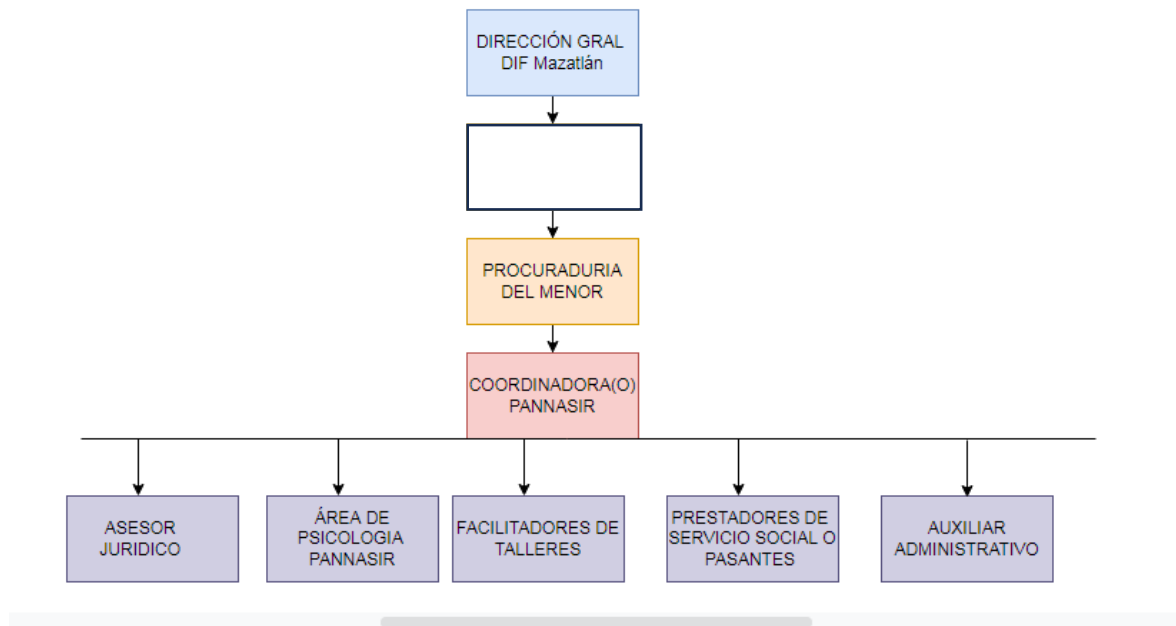 DIRECCIÓN GRAL
DIF Mazatlán
PROCURADURIA
DEL MENOR
COORDINADORA(O)
PANNASIR
ASESOR
JURIDICO
ÁREA DE
PSICOLOGIA
PANNASIR
FACILITADORES DE
TALLERES
PRESTADORES DE
SERVICIO SOCIAL O
PASANTES
AUXILIAR
ADMINISTRATIVO